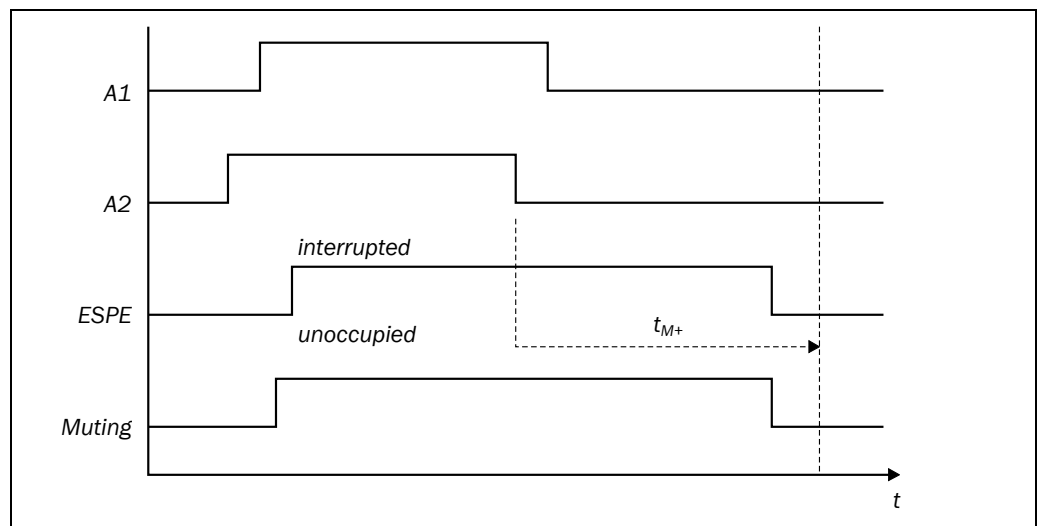 A1
A2
interrupted
ESPE
unoccupied
tM+
Muting
t